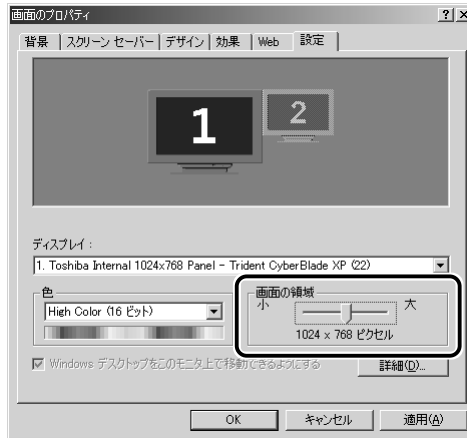 画面のプロパティ
背景 スクリーン セーバー デザイン 効果 Web 設定
1 2
ディスプレイ :
1. Toshiba Internal 1024x768 Panel - Trident CyberBlade XP (22)
色
High Color (16 ビット)
画面の領域
小 大
1024 x 768 ピクセル
Windows デスクトップをこのモニタ上で移動できるようにする
詳細(D)...
OK キャンセル 適用(A)